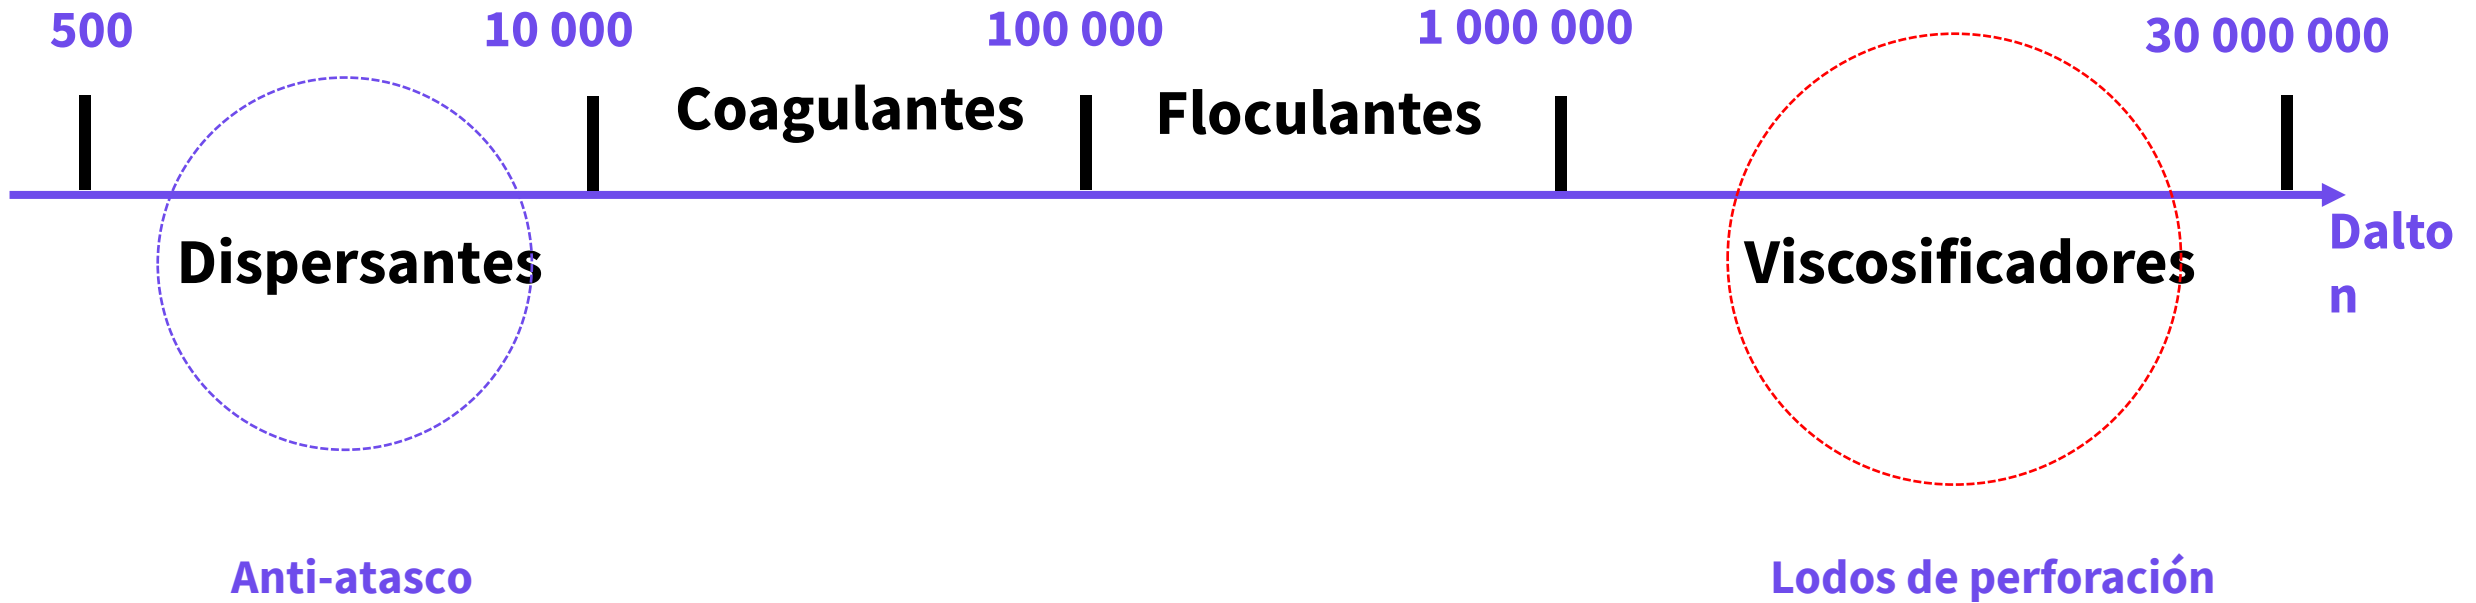 500
10 000
100 000
1 000 000
30 000 000
Coagulantes
Floculantes
Dispersantes
Viscosificadores
Dalto
n
Anti-atasco
Lodos de perforación